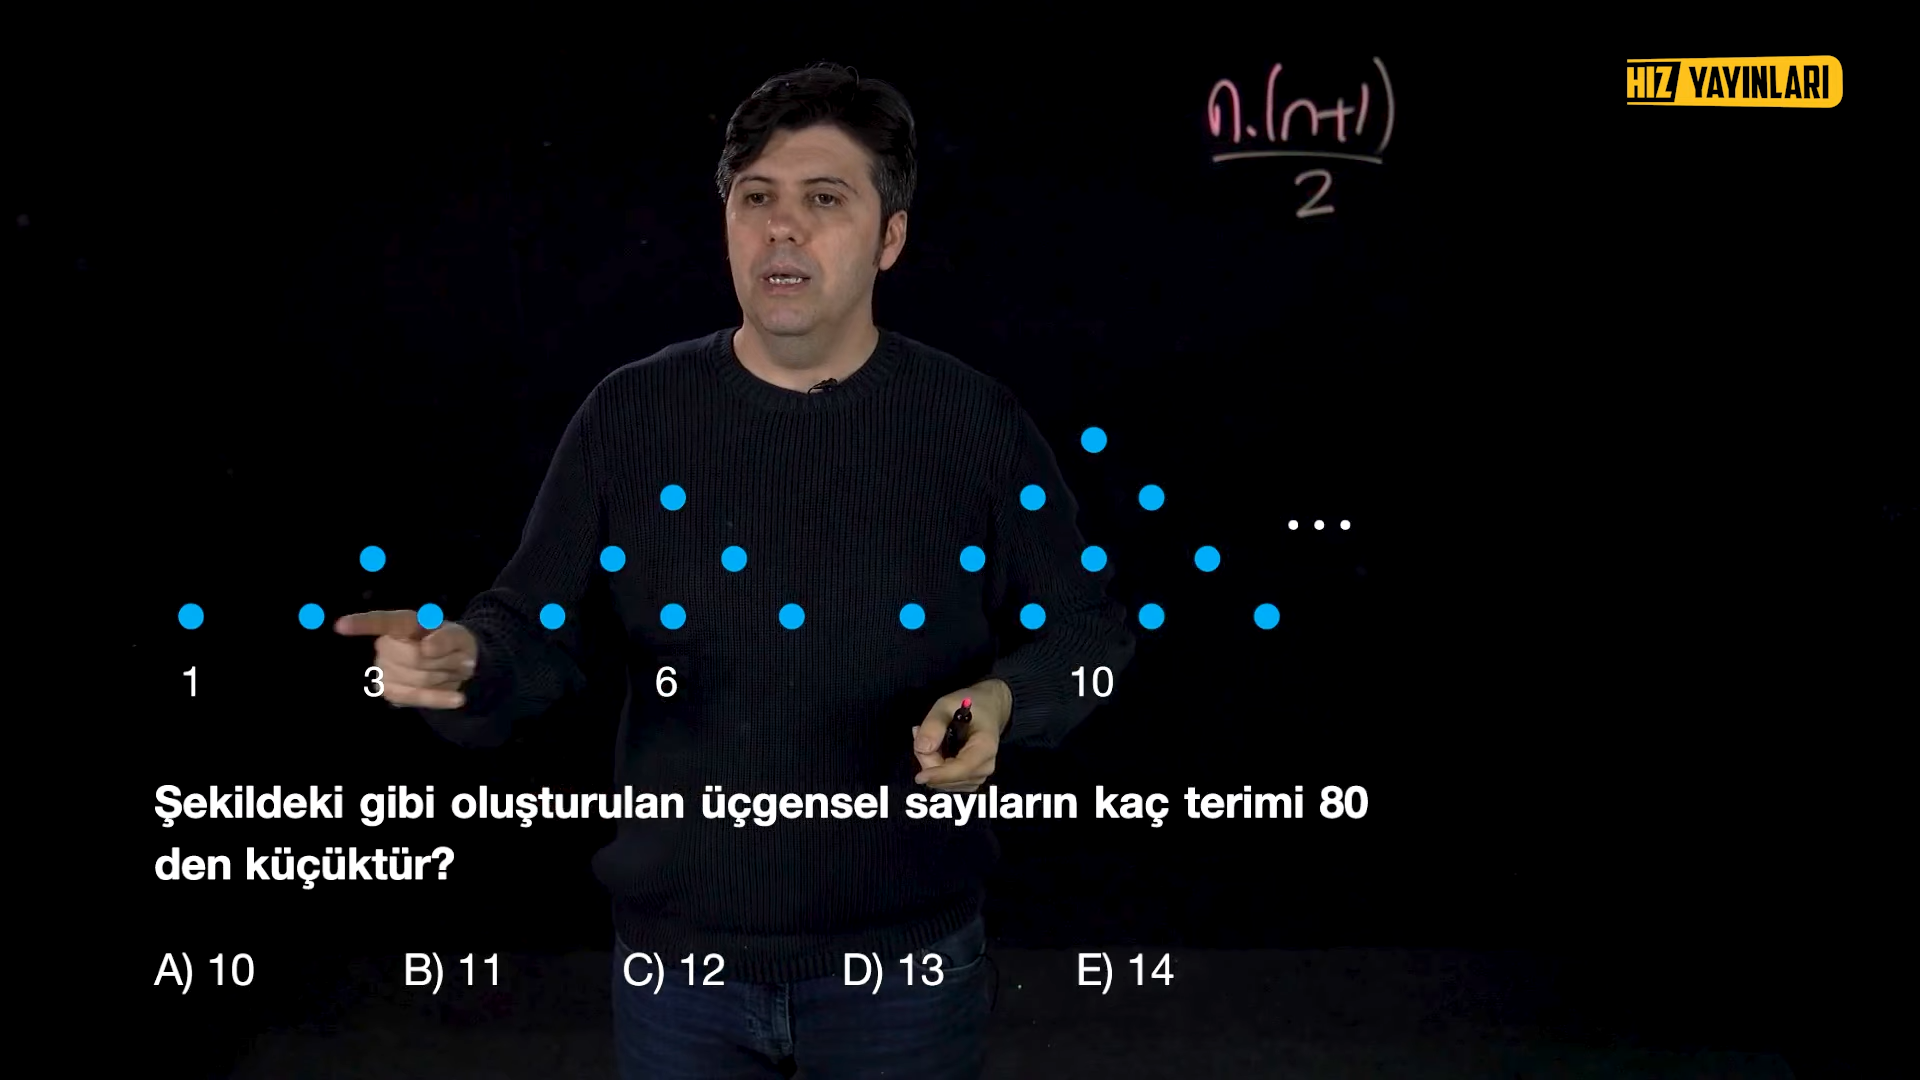 HIZ YAYINLARI
n.(n+1)
2
...
1 3 6 10
Şekildeki gibi oluşturulan üçgensel sayıların kaç terimi 80
den küçüktür?
A) 10 B) 11 C) 12 D) 13 E) 14